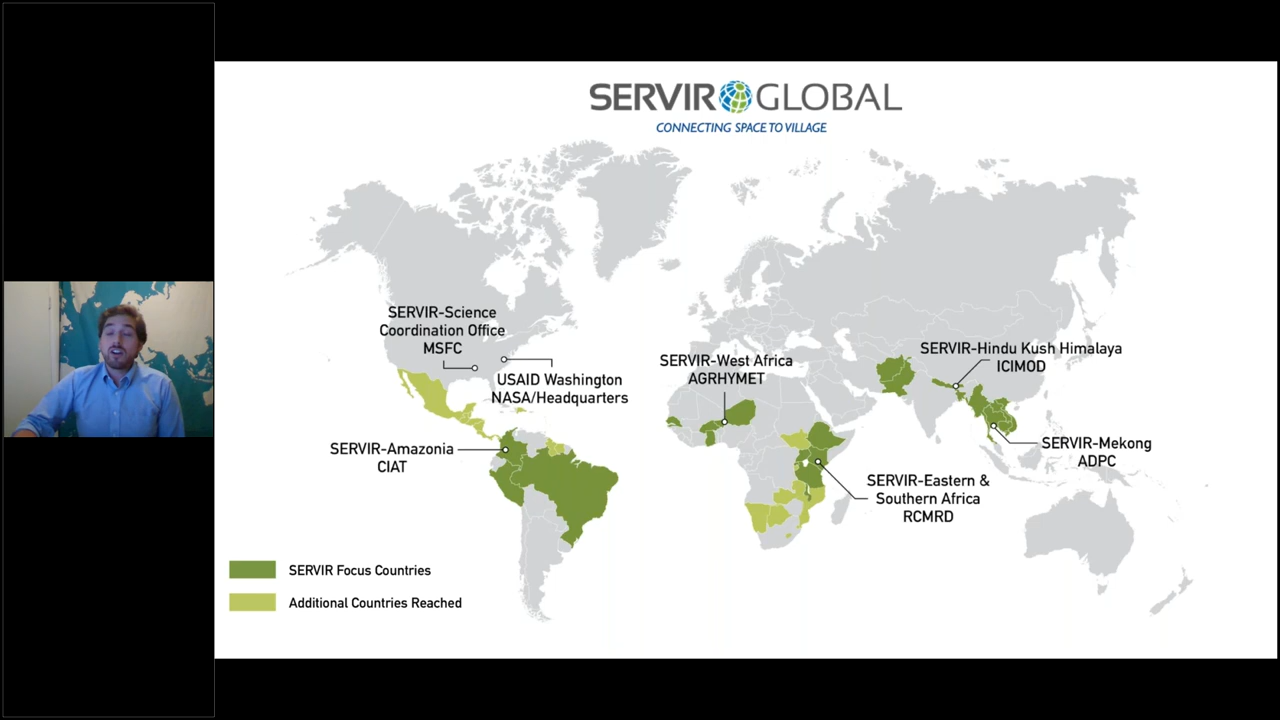 SERVIR GLOBAL
CONNECTING SPACE TO VILLAGE
SERVIR-Science
Coordination Office
MSFC
USAID Washington
NASA/Headquarters
SERVIR-West Africa
AGRHYMET
SERVIR-Hindu Kush Himalaya
ICIMOD
SERVIR-Amazonia
CIAT
SERVIR-Mekong
ADPC
SERVIR-Eastern &
Southern Africa
RCMRD
SERVIR Focus Countries
Additional Countries Reached